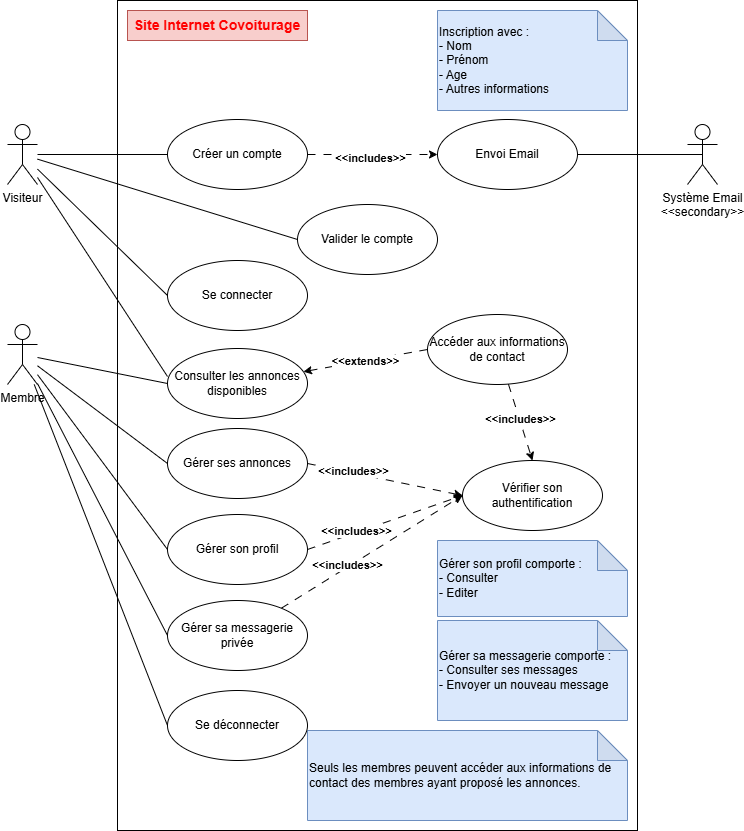 Site Internet Covoiturage
Inscription avec :
- Nom
- Prénom
- Age
- Autres informations
Visiteur
Créer un compte
<<includes>>
Envoi Email
Système Email
<<secondary>>
Valider le compte
Se connecter
Membre
Consulter les annonces
disponibles
<<extends>>
Accéder aux informations
de contact
<<includes>>
Gérer ses annonces
<<includes>>
Vérifier son
authentification
Gérer son profil
<<includes>>
<<includes>>
Gérer son profil comporte :
- Consulter
- Editer
Gérer sa messagerie
privée
Gérer sa messagerie comporte :
- Consulter ses messages
- Envoyer un nouveau message
Se déconnecter
Seuls les membres peuvent accéder aux informations de
contact des membres ayant proposé les annonces.